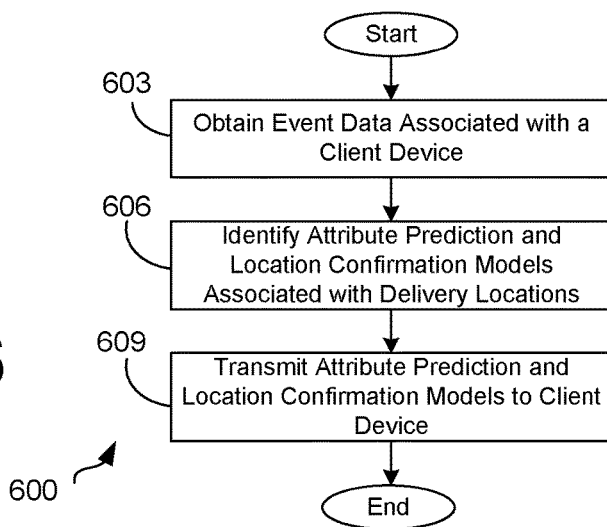 Start
603
Obtain Event Data Associated with a
Client Device
606
Identify Attribute Prediction and
Location Confirmation Models
Associated with Delivery Locations
609
Transmit Attribute Prediction and
Location Confirmation Models to Client
Device
600
End